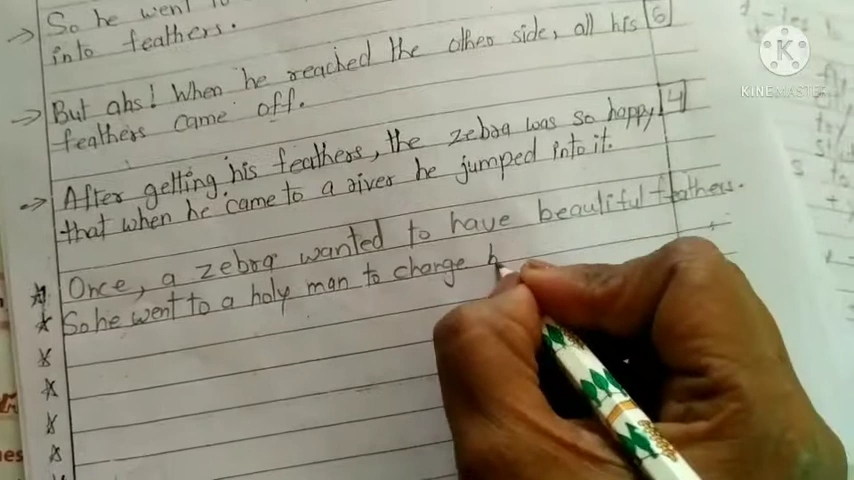 So he went to
into feathers.
But ahs! When he reached the other side, all his 6
feathers came off.
After getting his feathers, the zebra was so happy 4
that when he came to a river he jumped into it.
Once, a zebra wanted to have beautiful feathers.
So he went to a holy man to change h
K
KINEMASTER